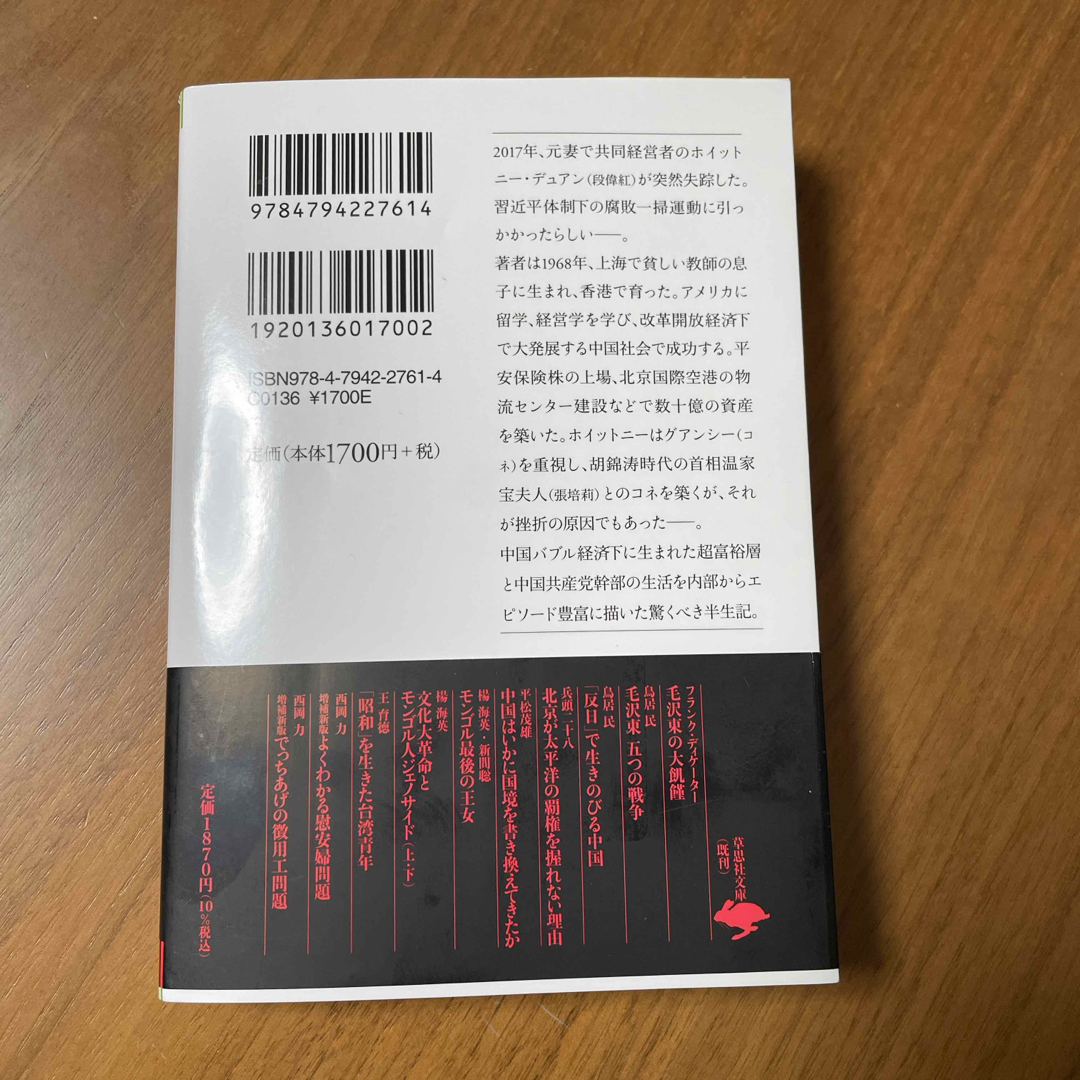 9784794227614
1920136017002
ISBN978-4-7942-2761-4
C0136 ¥1700E
定価(本体1700円+税)
2017年、元妻で共同経営者のホイット
ニー・デュアン(段偉紅)が突然失踪した。
習近平体制下の腐敗一掃運動に引っ
かかったらしい──。
著者は1968年、上海で貧しい教師の息
子に生まれ、香港で育った。アメリカに
留学、経営学を学び、改革開放経済下
で大発展する中国社会で成功する。平
安保険株の上場、北京国際空港の物
流センター建設などで数十億の資産
を築いた。ホイットニーはグアンシー(コ
ネ)を重視し、胡錦涛時代の首相温家
宝夫人(張培莉)とのコネを築くが、それ
が挫折の原因でもあった──。
中国バブル経済下に生まれた超富裕層
と中国共産党幹部の生活を内部からエ
ピソード豊富に描いた驚くべき半生記。
草思社文庫
(既刊)
フランク・ディケーター
毛沢東の大飢饉
鳥居民
毛沢東 五つの戦争
鳥居民
「反日」で生きのびる中国
兵頭二十八
北京が太平洋の覇権を握れない理由
平松茂雄
中国はいかに国境を書き換えてきたか
楊海英・新間聡
モンゴル最後の王女
楊海英
文化大革命と
モンゴル人ジェノサイド(上・下)
王育徳
「昭和」を生きた台湾青年
西岡力
増補新版よくわかる慰安婦問題
西岡力
増補新版でっちあげの徴用工問題
定価1870円(10%税込)